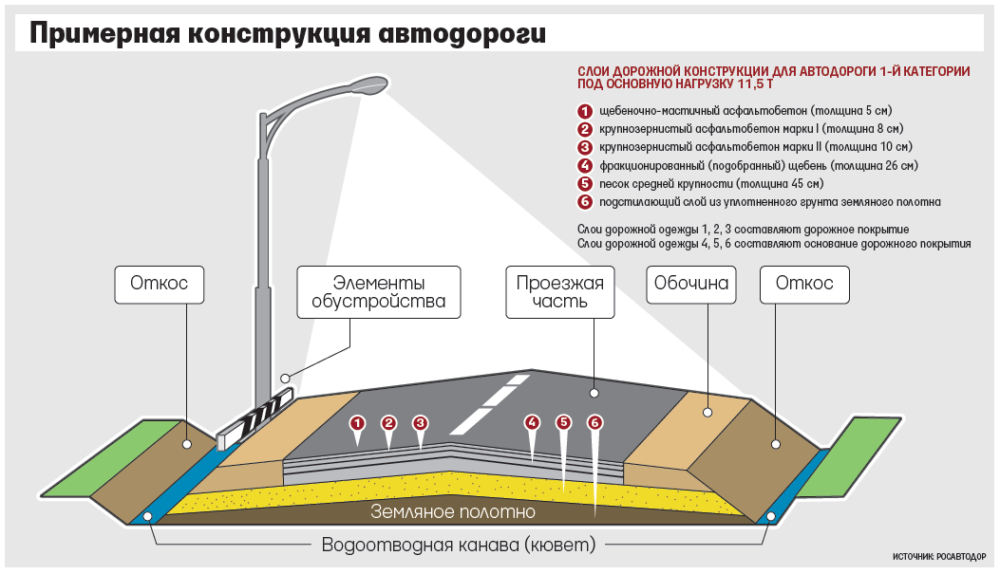 Примерная конструкция автодороги
СЛОИ ДОРОЖНОЙ КОНСТРУКЦИИ ДЛЯ АВТОДОРОГИ 1-Й КАТЕГОРИИ
ПОД ОСНОВНУЮ НАГРУЗКУ 11,5 Т
1 щебеночно-мастичный асфальтобетон (толщина 5 см)
2 крупнозернистый асфальтобетон марки I (толщина 8 см)
3 крупнозернистый асфальтобетон марки II (толщина 10 см)
4 фракционированный (подобранный) щебень (толщина 26 см)
5 песок средней крупности (толщина 45 см)
6 подстилающий слой из уплотненного грунта земляного полотна
Слои дорожной одежды 1, 2, 3 составляют дорожное покрытие
Слои дорожной одежды 4, 5, 6 составляют основание дорожного покрытия
Откос
Элементы
обустройства
Проезжая
часть
Обочина
Откос
1 2 3 4 5 6
Земляное полотно
Водоотводная канава (кювет)
ИСТОЧНИК: РОСАВТОДОР